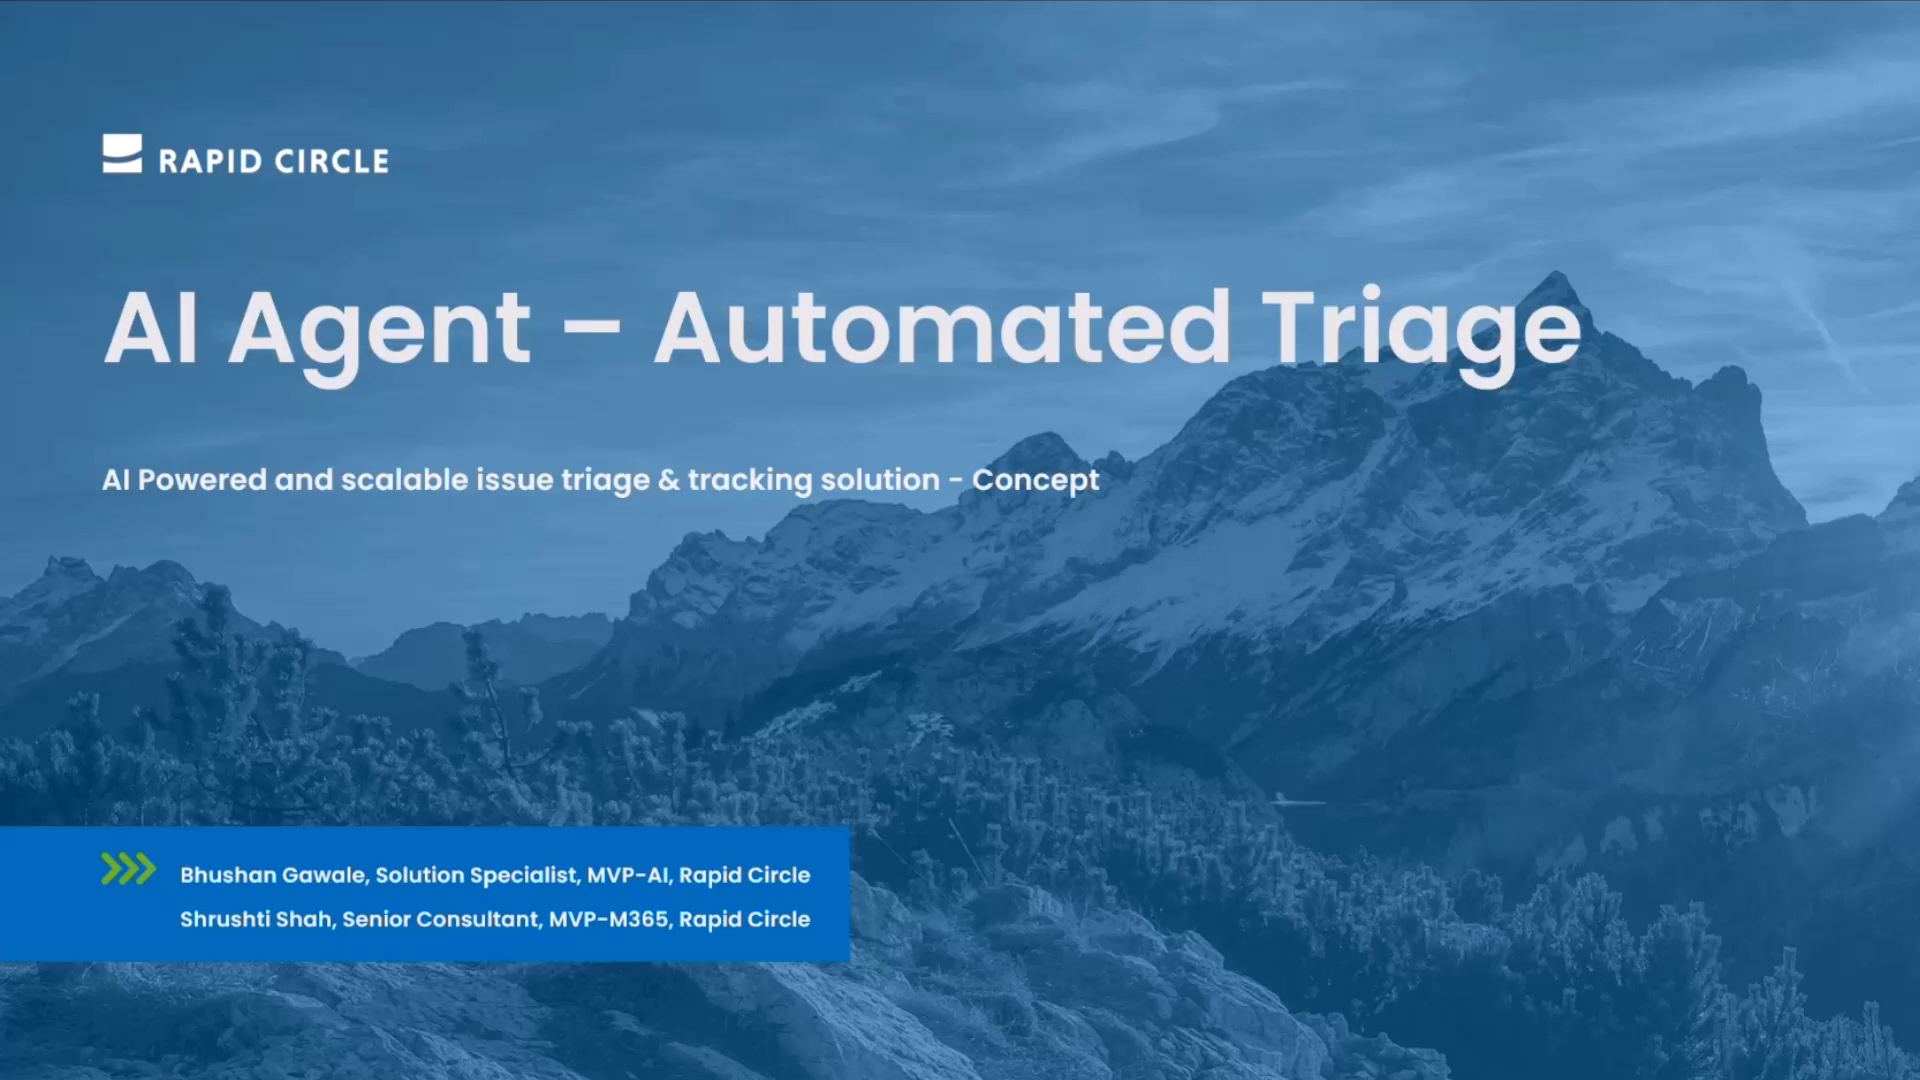 RAPID CIRCLE
AI Agent – Automated Triage
AI Powered and scalable issue triage & tracking solution - Concept
Bhushan Gawale, Solution Specialist, MVP-AI, Rapid Circle
Shrushti Shah, Senior Consultant, MVP-M365, Rapid Circle